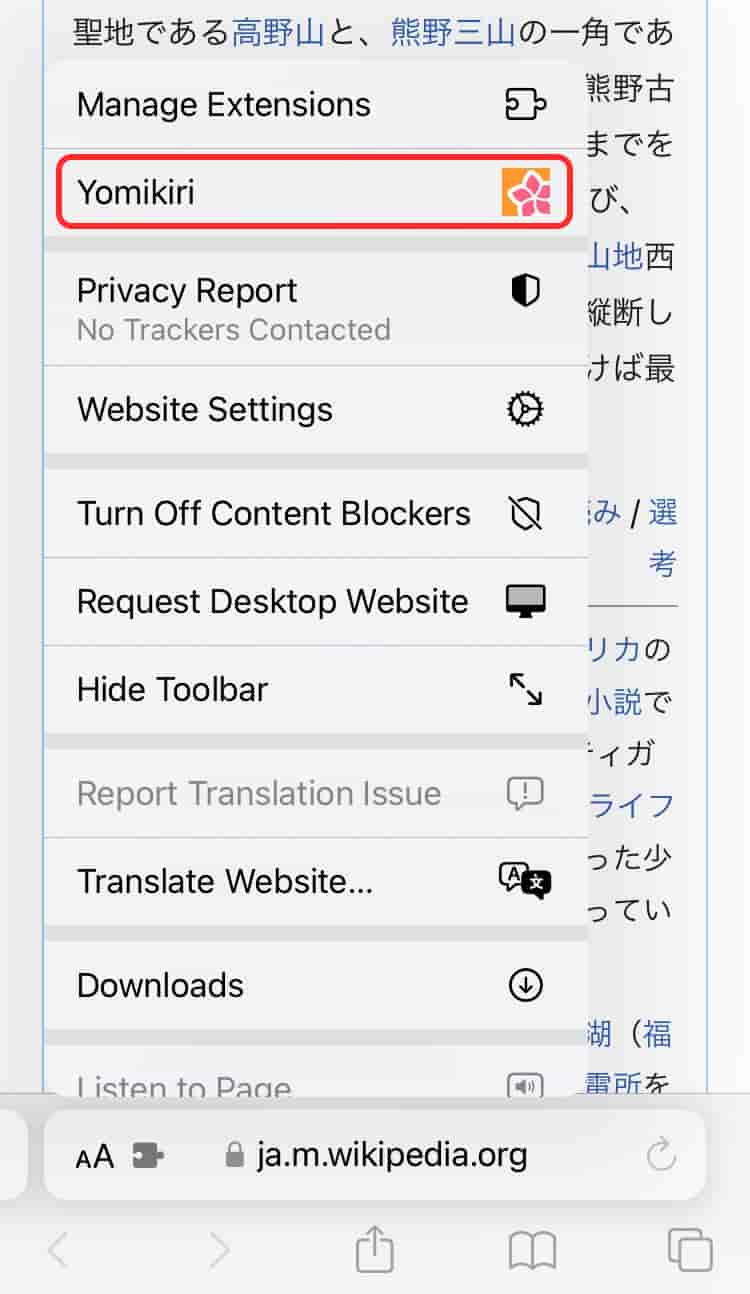 聖地である高野山と、熊野三山の一角であ
Manage Extensions
熊野古
までを
Yomikiri
び、
山地西
Privacy Report
No Trackers Contacted
縦断し
けば最
Website Settings
Turn Off Content Blockers
み / 選
考
Request Desktop Website
リカの
Hide Toolbar
小説で
ティガ
Report Translation Issue
ライフ
った少
Translate Website...
ってい
Downloads
湖（福
Listen to Page
電所を
AA
ja.m.wikipedia.org